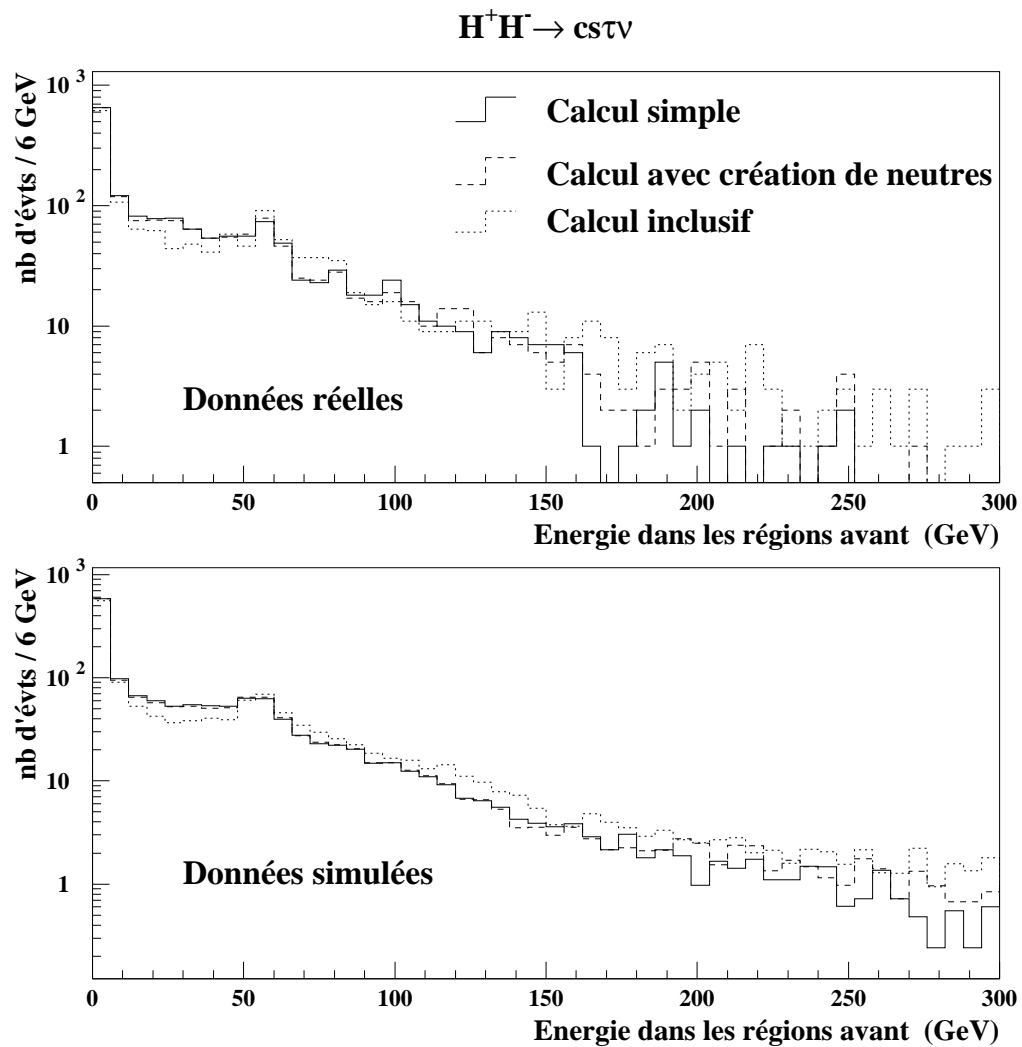 H⁺H⁻→ csτν
nb d'évts / 6 GeV
10³
10²
10
1
Calcul simple
Calcul avec création de neutres
Calcul inclusif
Données réelles
0 50 100 150 200 250 300
Energie dans les régions avant (GeV)
nb d'évts / 6 GeV
10³
10²
10
1
Données simulées
0 50 100 150 200 250 300
Energie dans les régions avant (GeV)